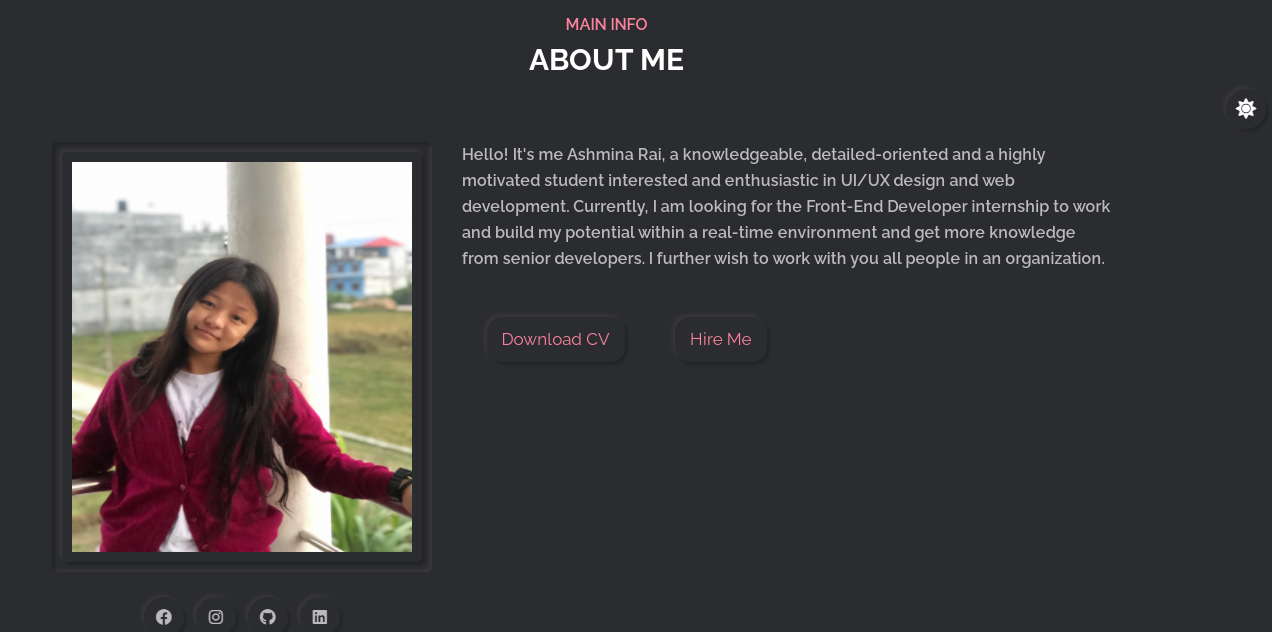 MAIN INFO
ABOUT ME
Hello! It's me Ashmina Rai, a knowledgeable, detailed-oriented and a highly
motivated student interested and enthusiastic in UI/UX design and web
development. Currently, I am looking for the Front-End Developer internship to work
and build my potential within a real-time environment and get more knowledge
from senior developers. I further wish to work with you all people in an organization.
Download CV
Hire Me